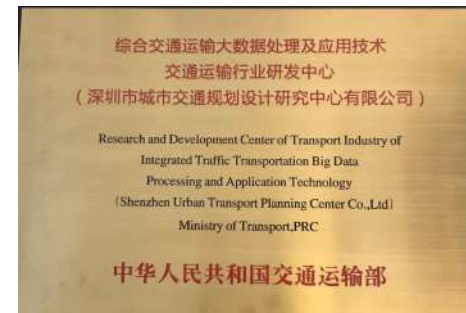 综合交通运输大数据处理及应用技术
交通运输行业研发中心
（深圳市城市交通规划设计研究中心有限公司）
Research and Development Center of Transport Industry of
Integrated Traffic Transportation Big Data
Processing and Application Technology
(Shenzhen Urban Transport Planning Center Co.,Ltd)
Ministry of Transport,PRC
中华人民共和国交通运输部